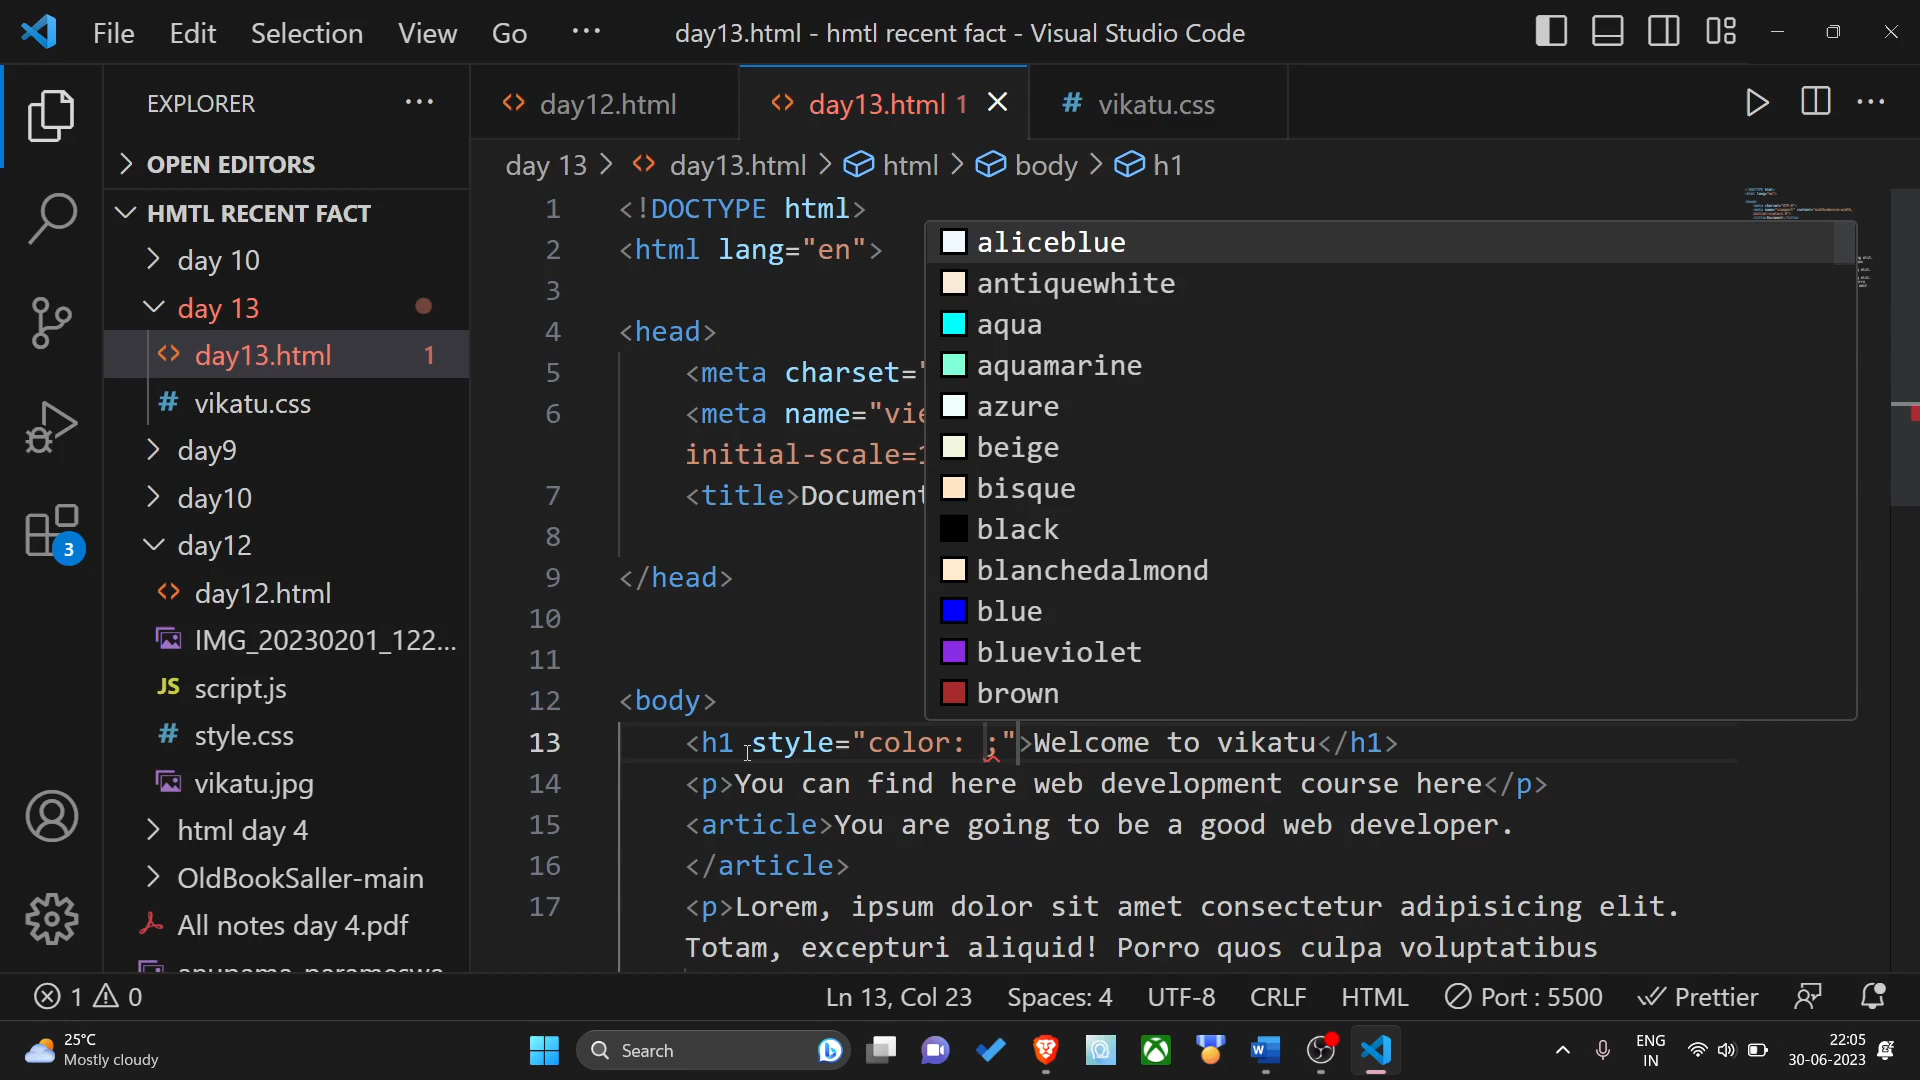 File Edit Selection View Go ··· day13.html - hmtl recent fact - Visual Studio Code
EXPLORER ···
OPEN EDITORS
HMTL RECENT FACT
day 10
day 13
day13.html 1
vikatu.css
day9
day10
day12
day12.html
IMG_20230201_122...
JS script.js
style.css
vikatu.jpg
html day 4
OldBookSaller-main
All notes day 4.pdf
3
day12.html
day13.html 1
# vikatu.css
day 13 > day13.html > html > body > h1
1 <!DOCTYPE html>
2 <html lang="en">
3
4 <head>
5 <meta charset="
6 <meta name="vie
initial-scale=1
7 <title>Document
8
9 </head>
10
11
12 <body>
13 <h1 style="color: ;">Welcome to vikatu</h1>
14 <p>You can find here web development course here</p>
15 <article>You are going to be a good web developer.
16 </article>
17 <p>Lorem, ipsum dolor sit amet consectetur adipisicing elit.
Totam, excepturi aliquid! Porro quos culpa voluptatibus
aliceblue
antiquewhite
aqua
aquamarine
azure
beige
bisque
black
blanchedalmond
blue
blueviolet
brown
1 0 Ln 13, Col 23 Spaces: 4 UTF-8 CRLF HTML Port : 5500 Prettier
25°C
Mostly cloudy
Search
ENG
IN
22:05
30-06-2023